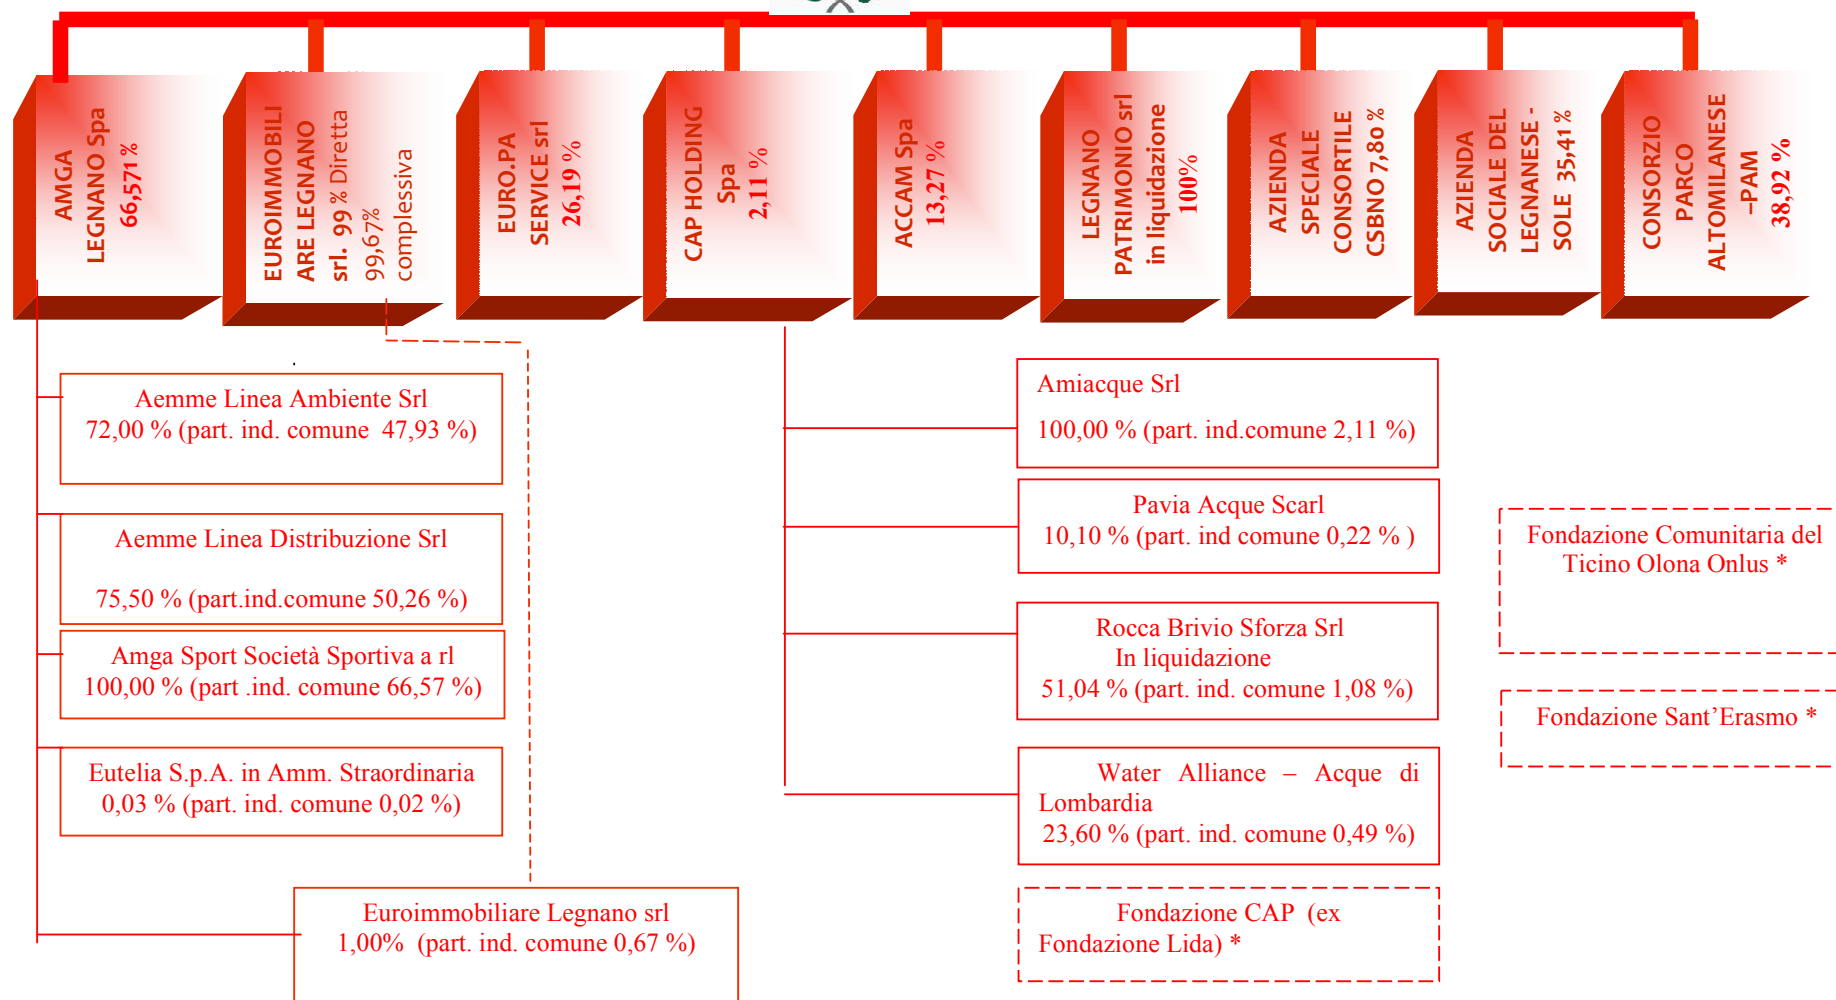 AMGA
LEGNANO Spa
66,571 %
EUROIMMOBILI
ARE LEGNANO
srl. 99 % Diretta
99,67%
complessiva
EURO.PA
SERVICE srl
26,19 %
CAP HOLDING
Spa
2,11 %
ACCAM Spa
13,27 %
LEGNANO
PATRIMONIO srl
in liquidazione
100%
AZIENDA
SPECIALE
CONSORTILE
CSBNO 7,80 %
AZIENDA
SOCIALE DEL
LEGNANESE -
SOLE 35,41 %
CONSORZIO
PARCO
ALTOMILANESE
–PAM
38,92 %
Aemme Linea Ambiente Srl
72,00 % (part. ind. comune 47,93 %)
Aemme Linea Distribuzione Srl
75,50 % (part.ind.comune 50,26 %)
Amga Sport Società Sportiva a rl
100,00 % (part .ind. comune 66,57 %)
Eutelia S.p.A. in Amm. Straordinaria
0,03 % (part. ind. comune 0,02 %)
Euroimmobiliare Legnano srl
1,00% (part. ind. comune 0,67 %)
Amiacque Srl
100,00 % (part. ind.comune 2,11 %)
Pavia Acque Scarl
10,10 % (part. ind comune 0,22 % )
Rocca Brivio Sforza Srl
In liquidazione
51,04 % (part. ind. comune 1,08 %)
Water Alliance – Acque di
Lombardia
23,60 % (part. ind. comune 0,49 %)
Fondazione CAP (ex
Fondazione Lida) *
Fondazione Comunitaria del
Ticino Olona Onlus *
Fondazione Sant’Erasmo *